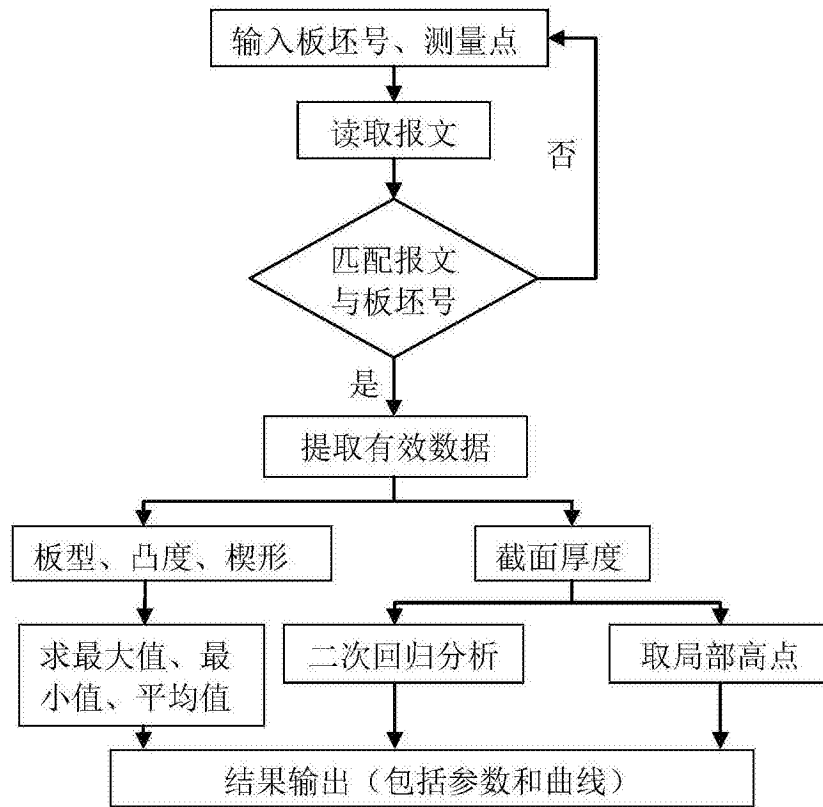 输入板坯号、测量点
读取报文
否
匹配报文
与板坯号
是
提取有效数据
板型、凸度、楔形
截面厚度
求最大值、最
小值、平均值
二次回归分析
取局部高点
结果输出（包括参数和曲线）